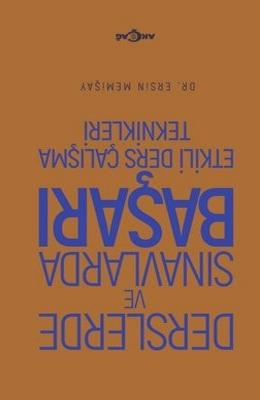 AKÇAĞ
DR. ERSİN MEMİŞAY
DERSLERDE
VE
SINAVLARDA
BAŞARI
ETKİLİ DERS ÇALIŞMA
TEKNİKLERİ